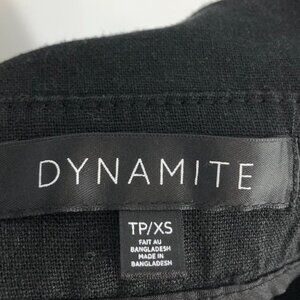 DYNAMITE
TP/XS
FAIT AU
BANGLADESH
MADE IN
BANGLADESH